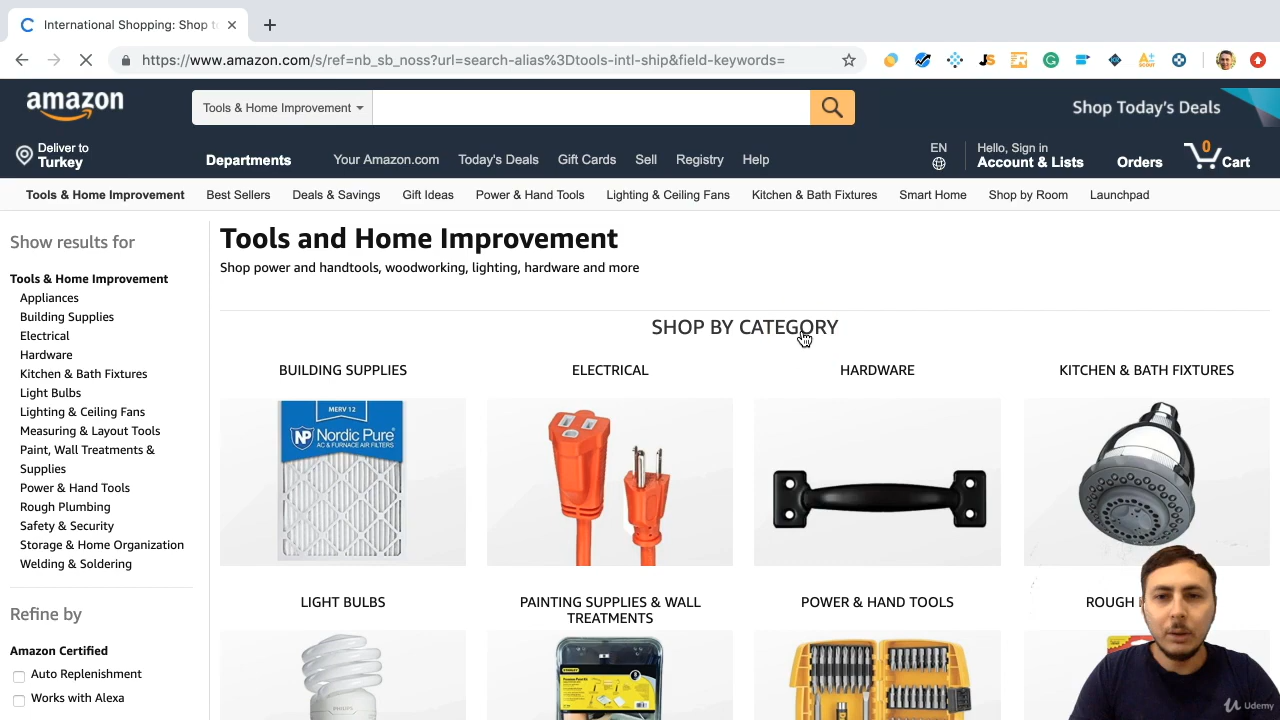 International Shopping: Shop t
https://www.amazon.com/s/ref=nb_sb_noss?url=search-alias%3Dtools-intl-ship&field-keywords=
JS
amazon
Tools & Home Improvement
Shop Today's Deals
Deliver to
Turkey
Departments
Your Amazon.com
Today's Deals
Gift Cards
Sell
Registry
Help
EN
Hello, Sign in
Account & Lists
Orders
0
Cart
Tools & Home Improvement
Best Sellers
Deals & Savings
Gift Ideas
Power & Hand Tools
Lighting & Ceiling Fans
Kitchen & Bath Fixtures
Smart Home
Shop by Room
Launchpad
Show results for
Tools & Home Improvement
Appliances
Building Supplies
Electrical
Hardware
Kitchen & Bath Fixtures
Light Bulbs
Lighting & Ceiling Fans
Measuring & Layout Tools
Paint, Wall Treatments &
Supplies
Power & Hand Tools
Rough Plumbing
Safety & Security
Storage & Home Organization
Welding & Soldering
Refine by
Amazon Certified
Auto Replenishment
Works with Alexa
Tools and Home Improvement
Shop power and handtools, woodworking, lighting, hardware and more
SHOP BY CATEGORY
BUILDING SUPPLIES
ELECTRICAL
HARDWARE
KITCHEN & BATH FIXTURES
MERV 12
NP Nordic Pure
AC & FURNACE AIR FILTERS
LIGHT BULBS
PAINTING SUPPLIES & WALL
TREATMENTS
POWER & HAND TOOLS
ROUGH
STANLEY
Udemy